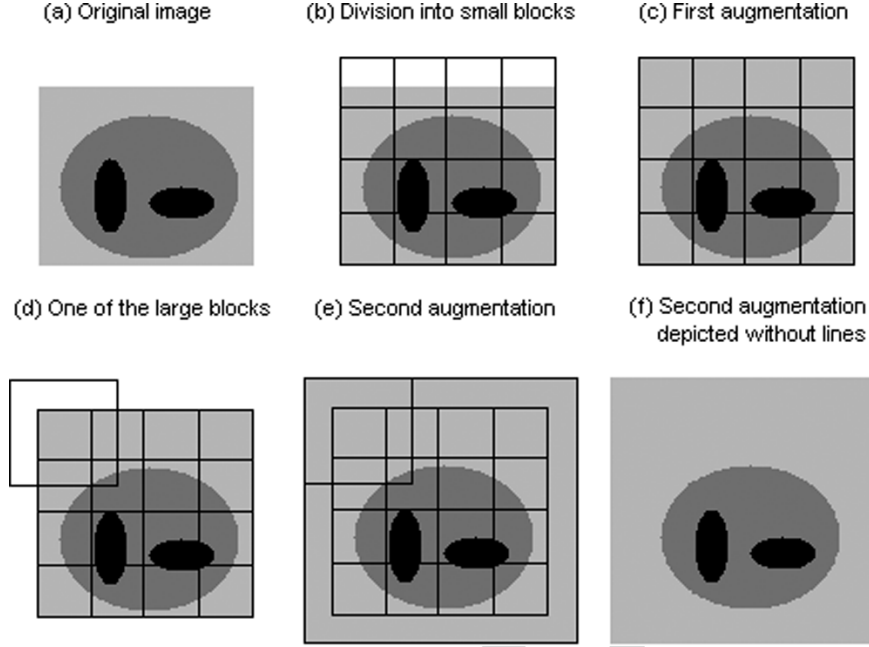 (a) Original image
(b) Division into small blocks
(c) First augmentation
(d) One of the large blocks
(e) Second augmentation
(f) Second augmentation
depicted without lines